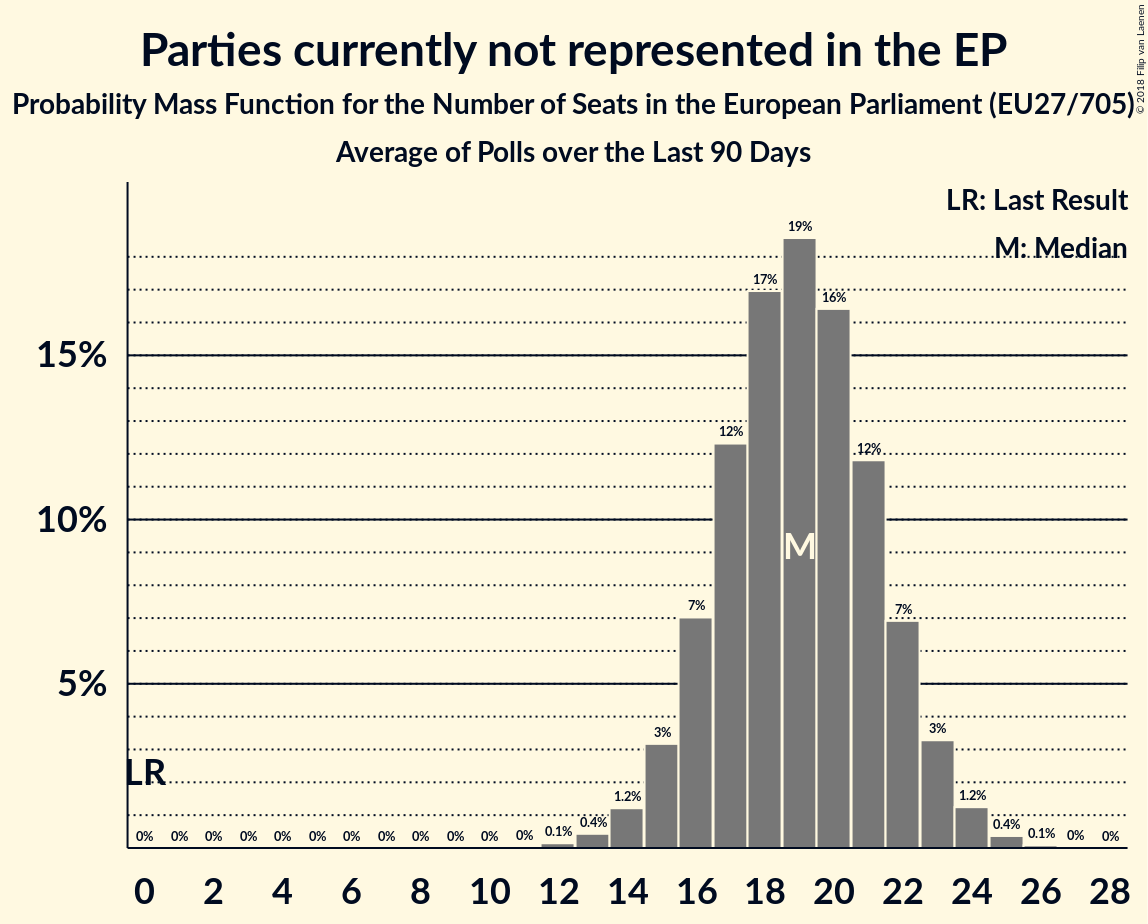 Parties currently not represented in the EP
Probability Mass Function for the Number of Seats in the European Parliament (EU27/705)
Average of Polls over the Last 90 Days
© 2018 Filip van Laenen
LR: Last Result
M: Median
19%
17%
16%
15%
12%
12%
10%
M
7%
7%
5%
3%
3%
LR
1.2%
1.2%
0% 0% 0% 0% 0% 0% 0% 0% 0% 0% 0% 0% 0.1% 0.4% 0.4% 0.1% 0% 0%
0 2 4 6 8 10 12 14 16 18 20 22 24 26 28